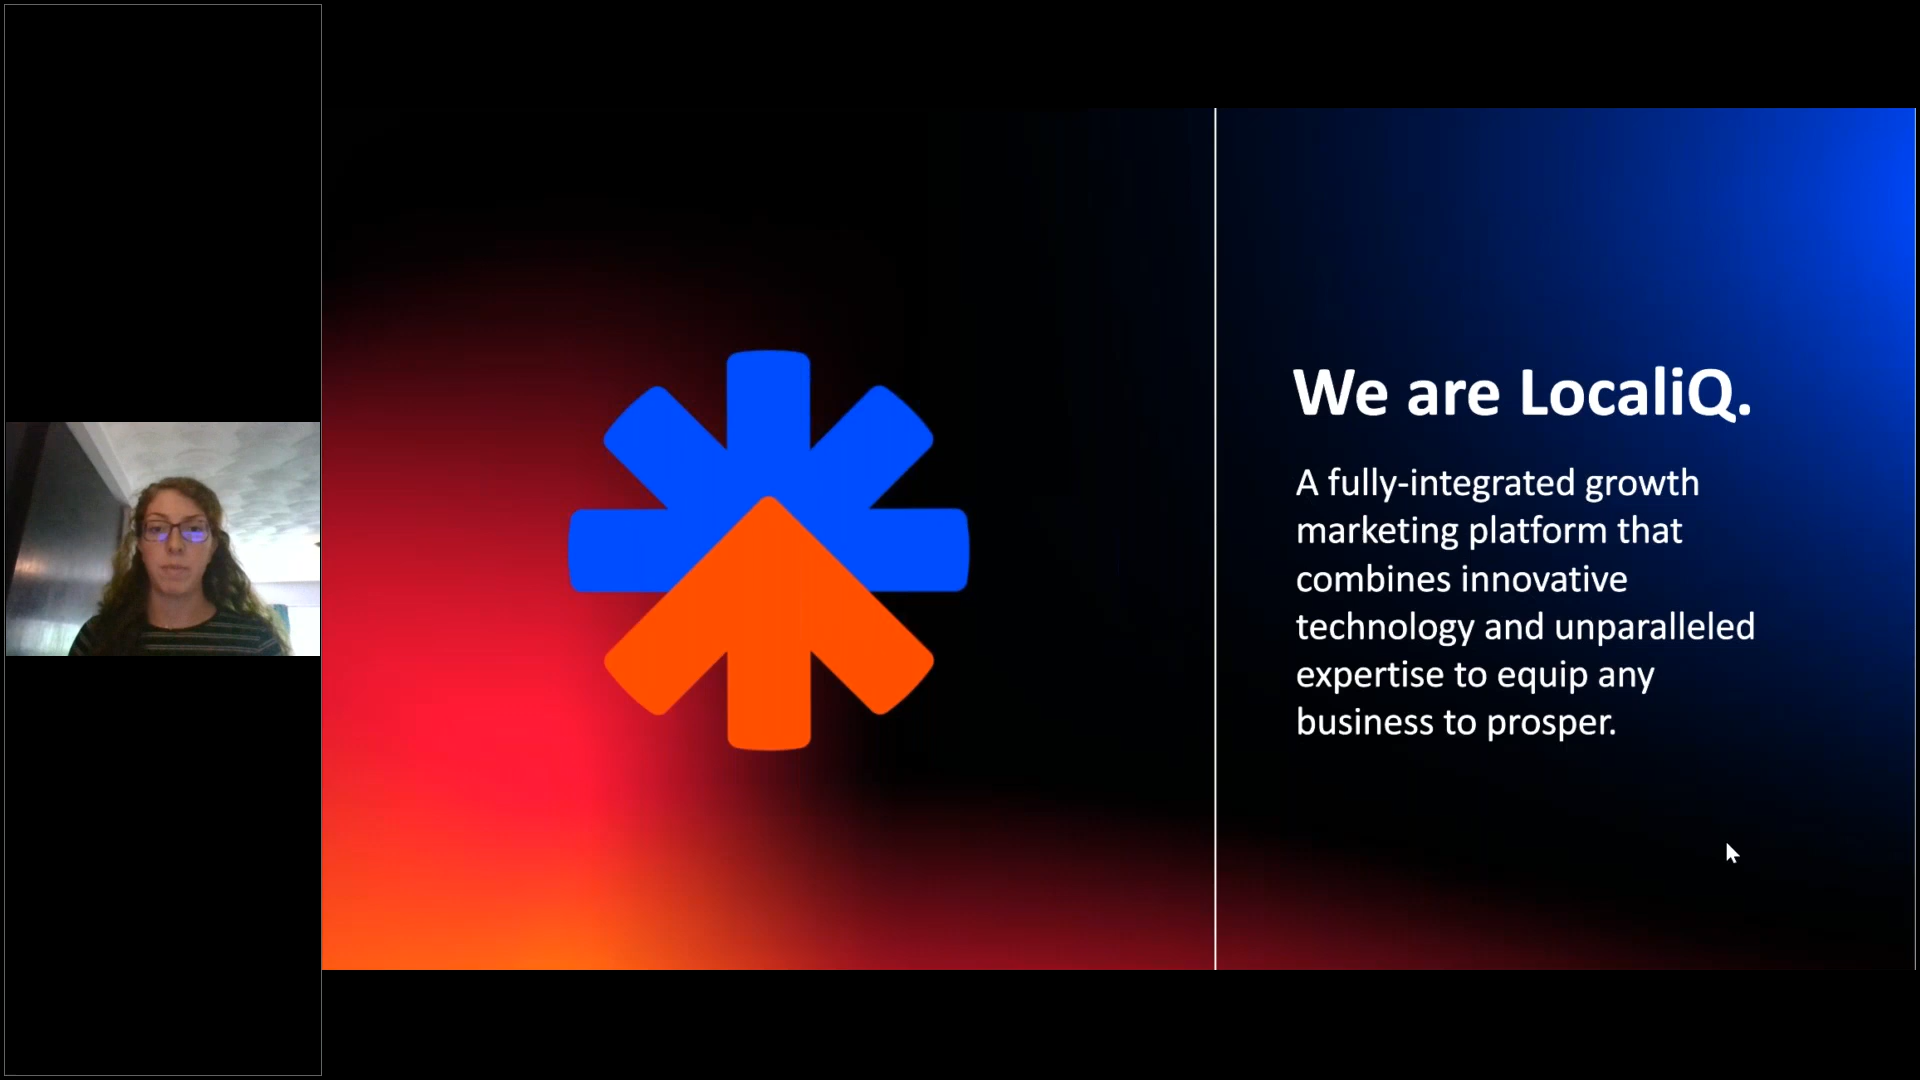 We are LocaliQ.
A fully-integrated growth
marketing platform that
combines innovative
technology and unparalleled
expertise to equip any
business to prosper.